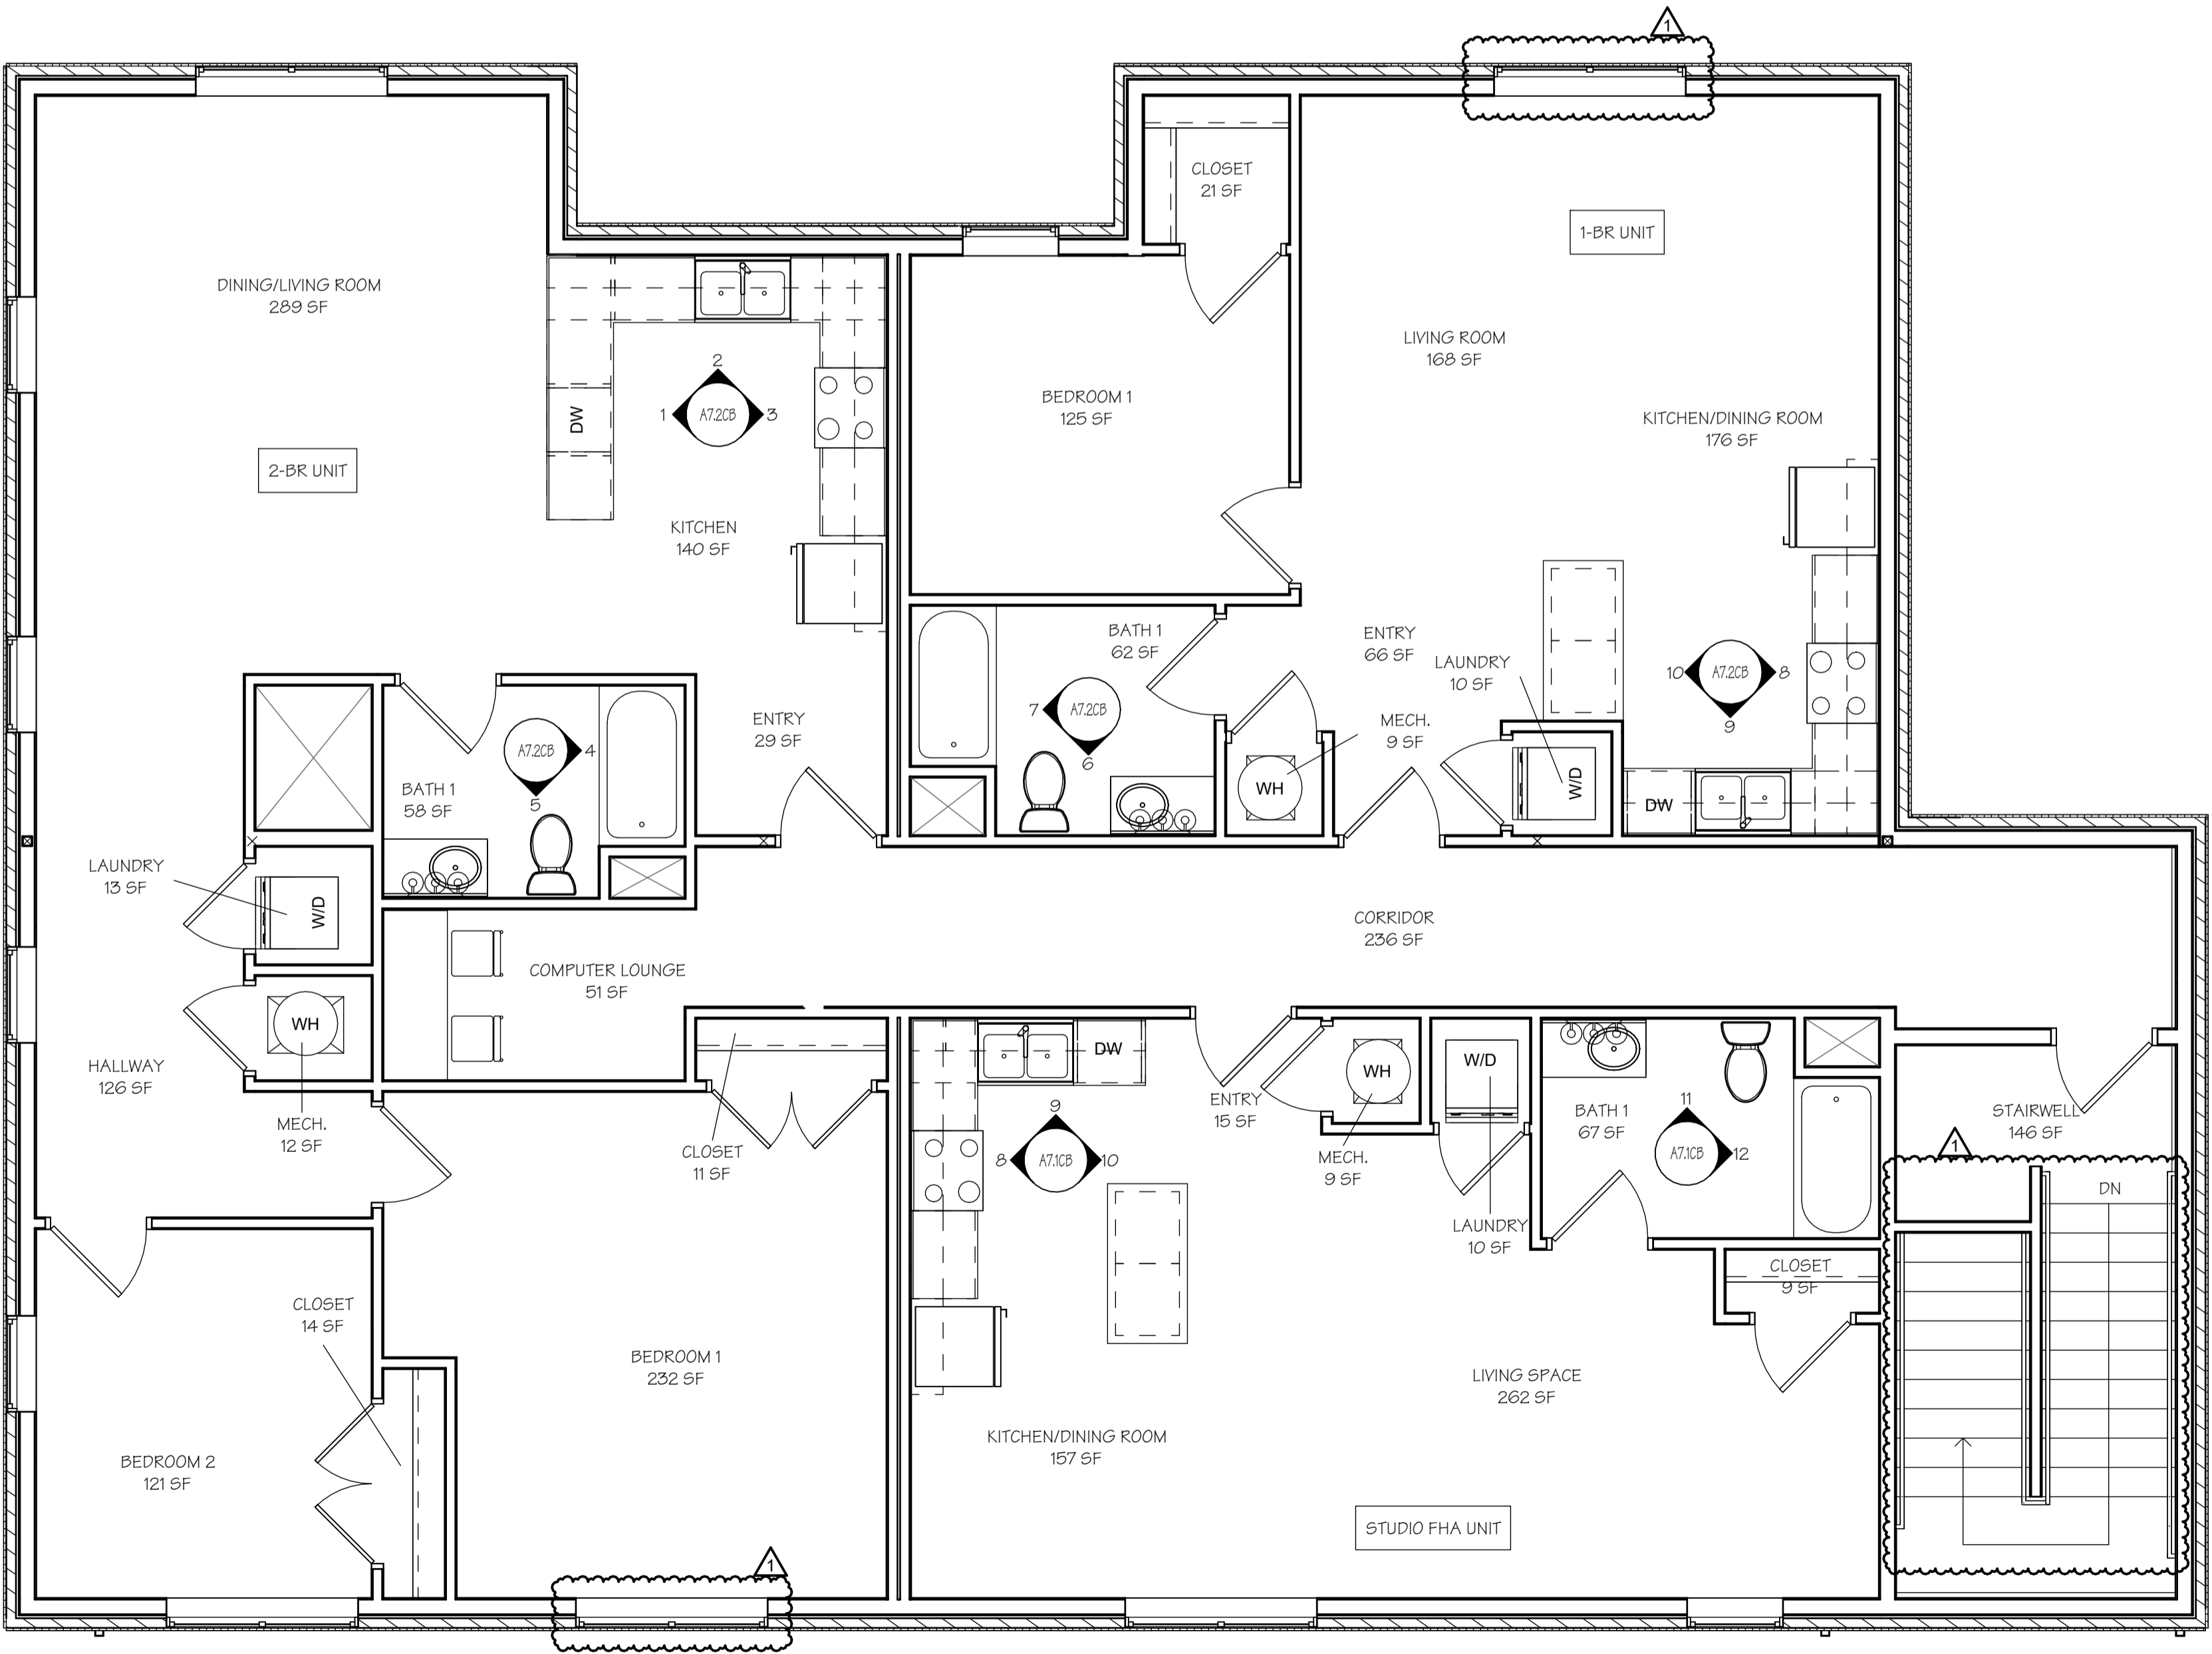 1
CLOSET
21 SF
1-BR UNIT
DINING/LIVING ROOM
289 SF
LIVING ROOM
168 SF
2
1
A7.2CB
3
DW
BEDROOM 1
125 SF
KITCHEN/DINING ROOM
176 SF
2-BR UNIT
KITCHEN
140 SF
BATH 1
62 SF
ENTRY
66 SF
LAUNDRY
10 SF
10
A7.2CB
8
9
ENTRY
29 SF
7
A7.2CB
6
MECH.
9 SF
A7.2CB
4
5
BATH 1
58 SF
WH
W/D
DW
LAUNDRY
13 SF
W/D
CORRIDOR
236 SF
COMPUTER LOUNGE
51 SF
WH
HALLWAY
126 SF
MECH.
12 SF
DW
WH
W/D
ENTRY
15 SF
9
8
A7.1CB
10
BATH 1
67 SF
11
A7.1CB
12
STAIRWELL
146 SF
1
CLOSET
11 SF
MECH.
9 SF
DN
LAUNDRY
10 SF
CLOSET
9 SF
CLOSET
14 SF
BEDROOM 1
232 SF
LIVING SPACE
262 SF
KITCHEN/DINING ROOM
157 SF
BEDROOM 2
121 SF
STUDIO FHA UNIT
1